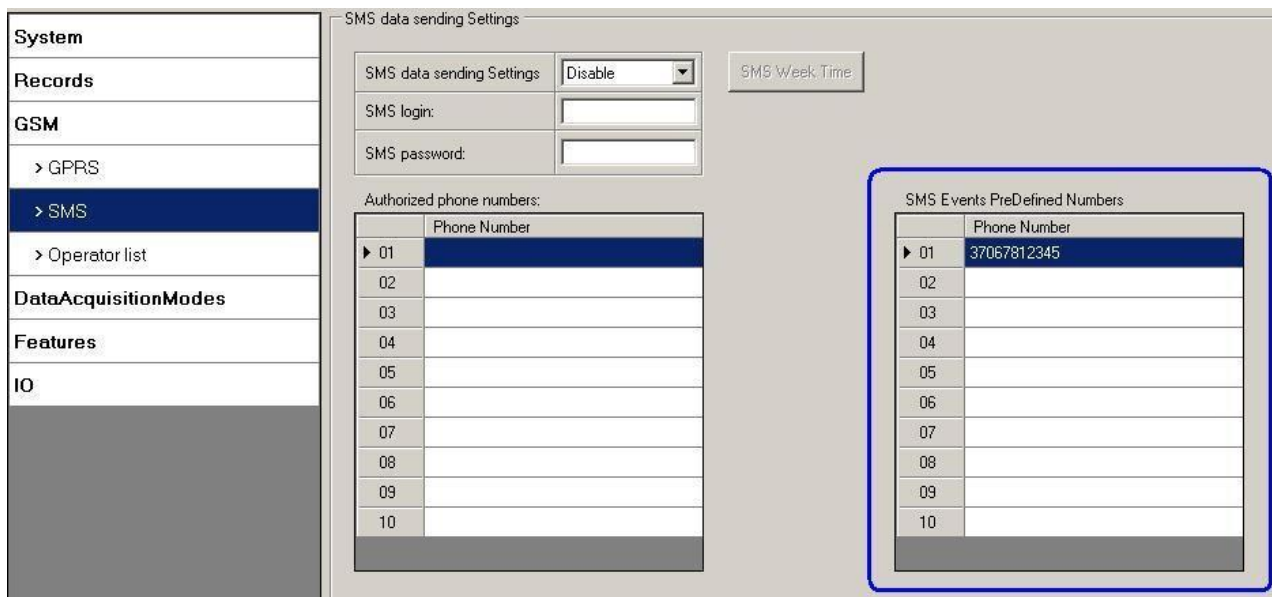 System
Records
GSM
> GPRS
> SMS
> Operator list
DataAcquisitionModes
Features
IO
SMS data sending Settings
SMS data sending Settings Disable
SMS Week Time
SMS login:
SMS password:
Authorized phone numbers:
Phone Number
01
02
03
04
05
06
07
08
09
10
SMS Events PreDefined Numbers
Phone Number
01 37067812345
02
03
04
05
06
07
08
09
10